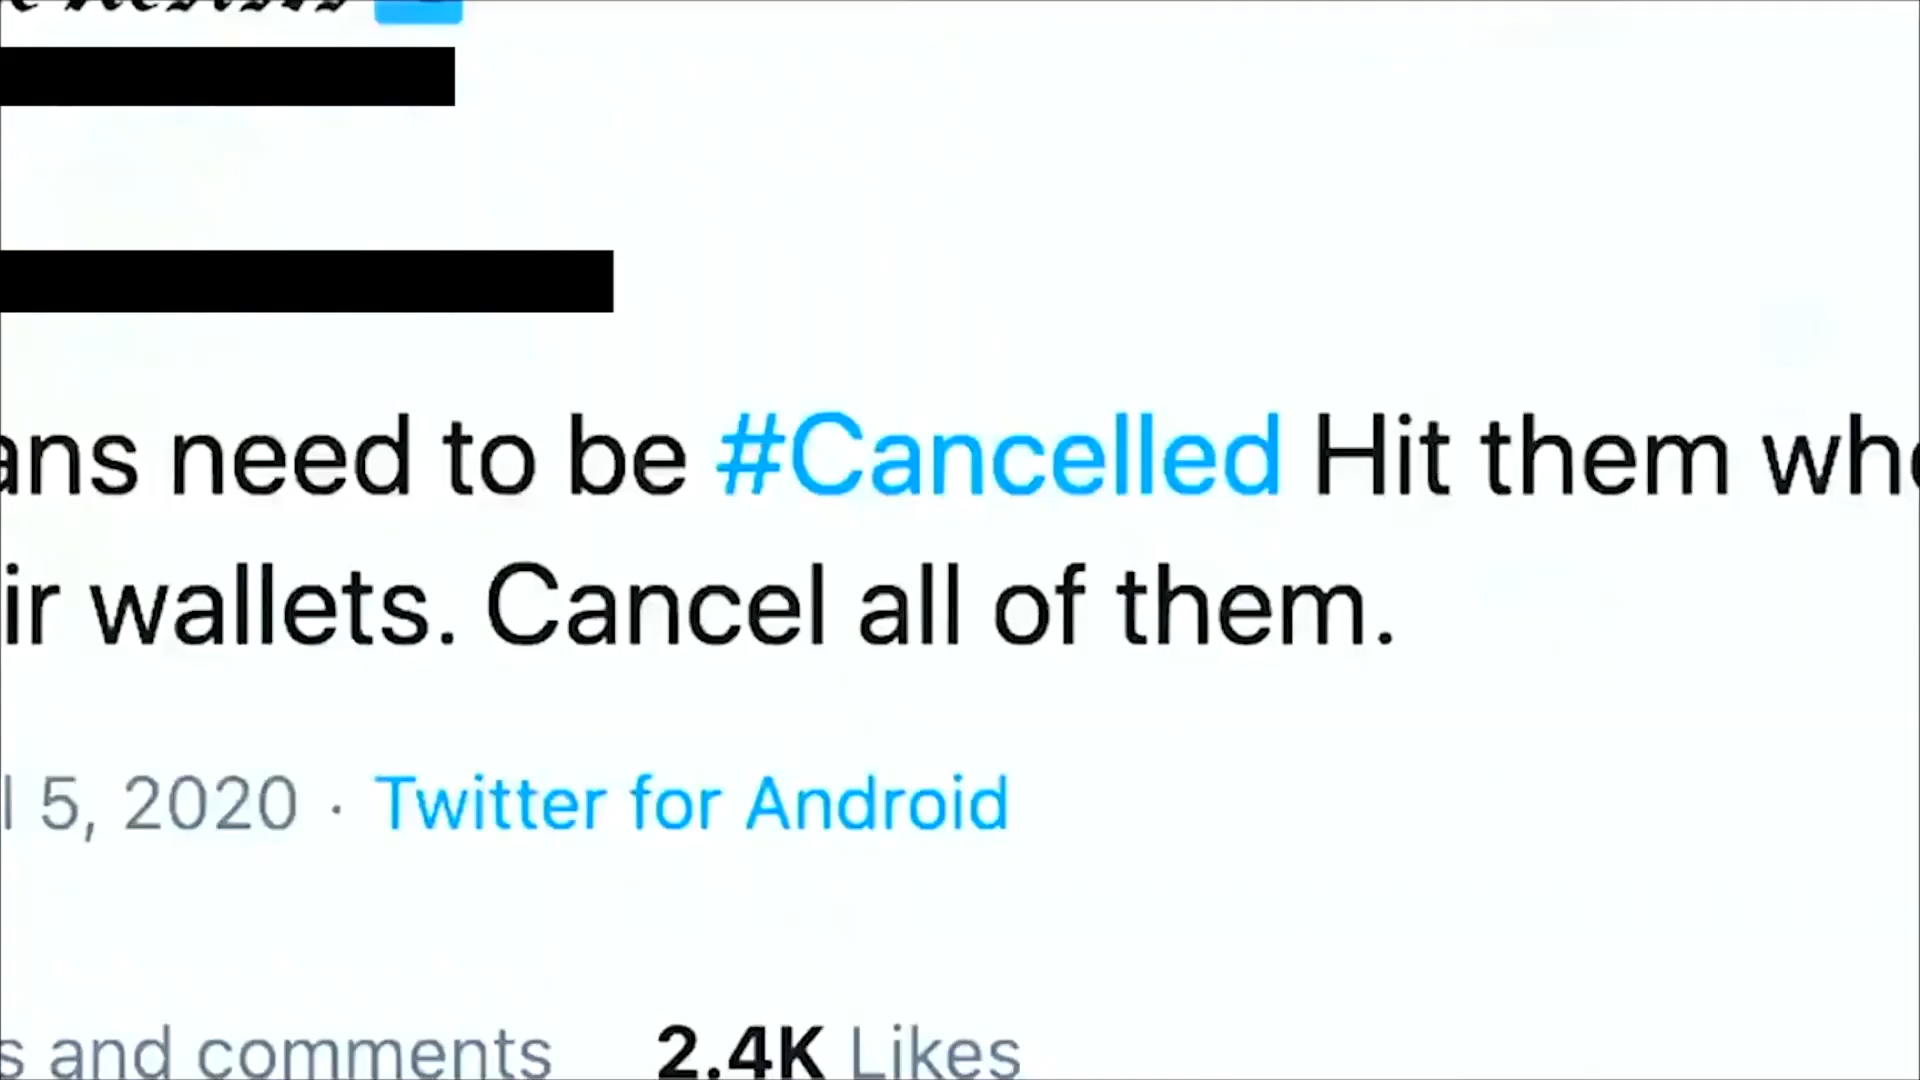 ans need to be #Cancelled Hit them
ir wallets. Cancel all of them.
l 5, 2020 · Twitter for Android
s and comments 2.4K Likes